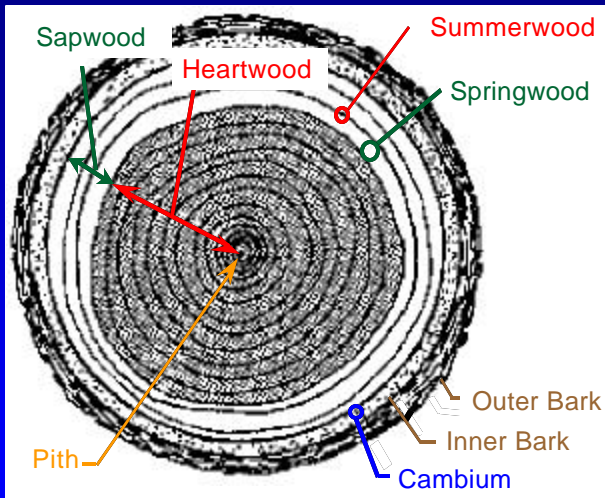 Summerwood
Sapwood
Heartwood
Springwood
Outer Bark
Inner Bark
Pith
Cambium